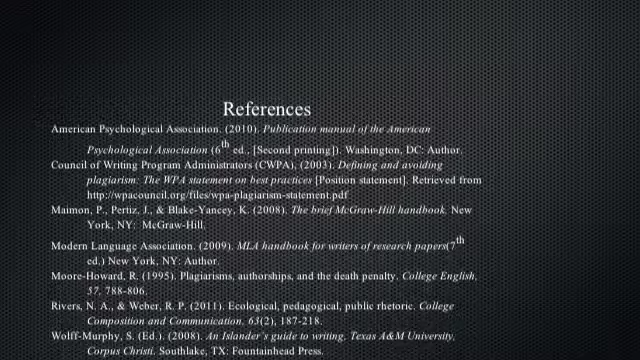 References
American Psychological Association. (2010). Publication manual of the American
Psychological Association (6th ed., [Second printing]). Washington, DC: Author.
Council of Writing Program Administrators (CWPA), (2003). Defining and avoiding
plagiarism: The WPA statement on best practices [Position statement]. Retrieved from
http://wpacouncil.org/files/wpa-plagiarism-statement.pdf
Maimon, P., Pertiz, J., & Blake-Yancey, K. (2008). The brief McGraw-Hill handbook. New
York, NY: McGraw-Hill.
Modern Language Association. (2009). MLA handbook for writers of research papers(7th
ed.) New York, NY: Author.
Moore-Howard, R. (1995). Plagiarisms, authorships, and the death penalty. College English,
57, 788-806.
Rivers, N. A., & Weber, R. P. (2011). Ecological, pedagogical, public rhetoric. College
Composition and Communication, 63(2), 187-218.
Wolff-Murphy, S. (Ed.). (2008). An Islander's guide to writing, Texas A&M University,
Corpus Christi. Southlake, TX: Fountainhead Press.